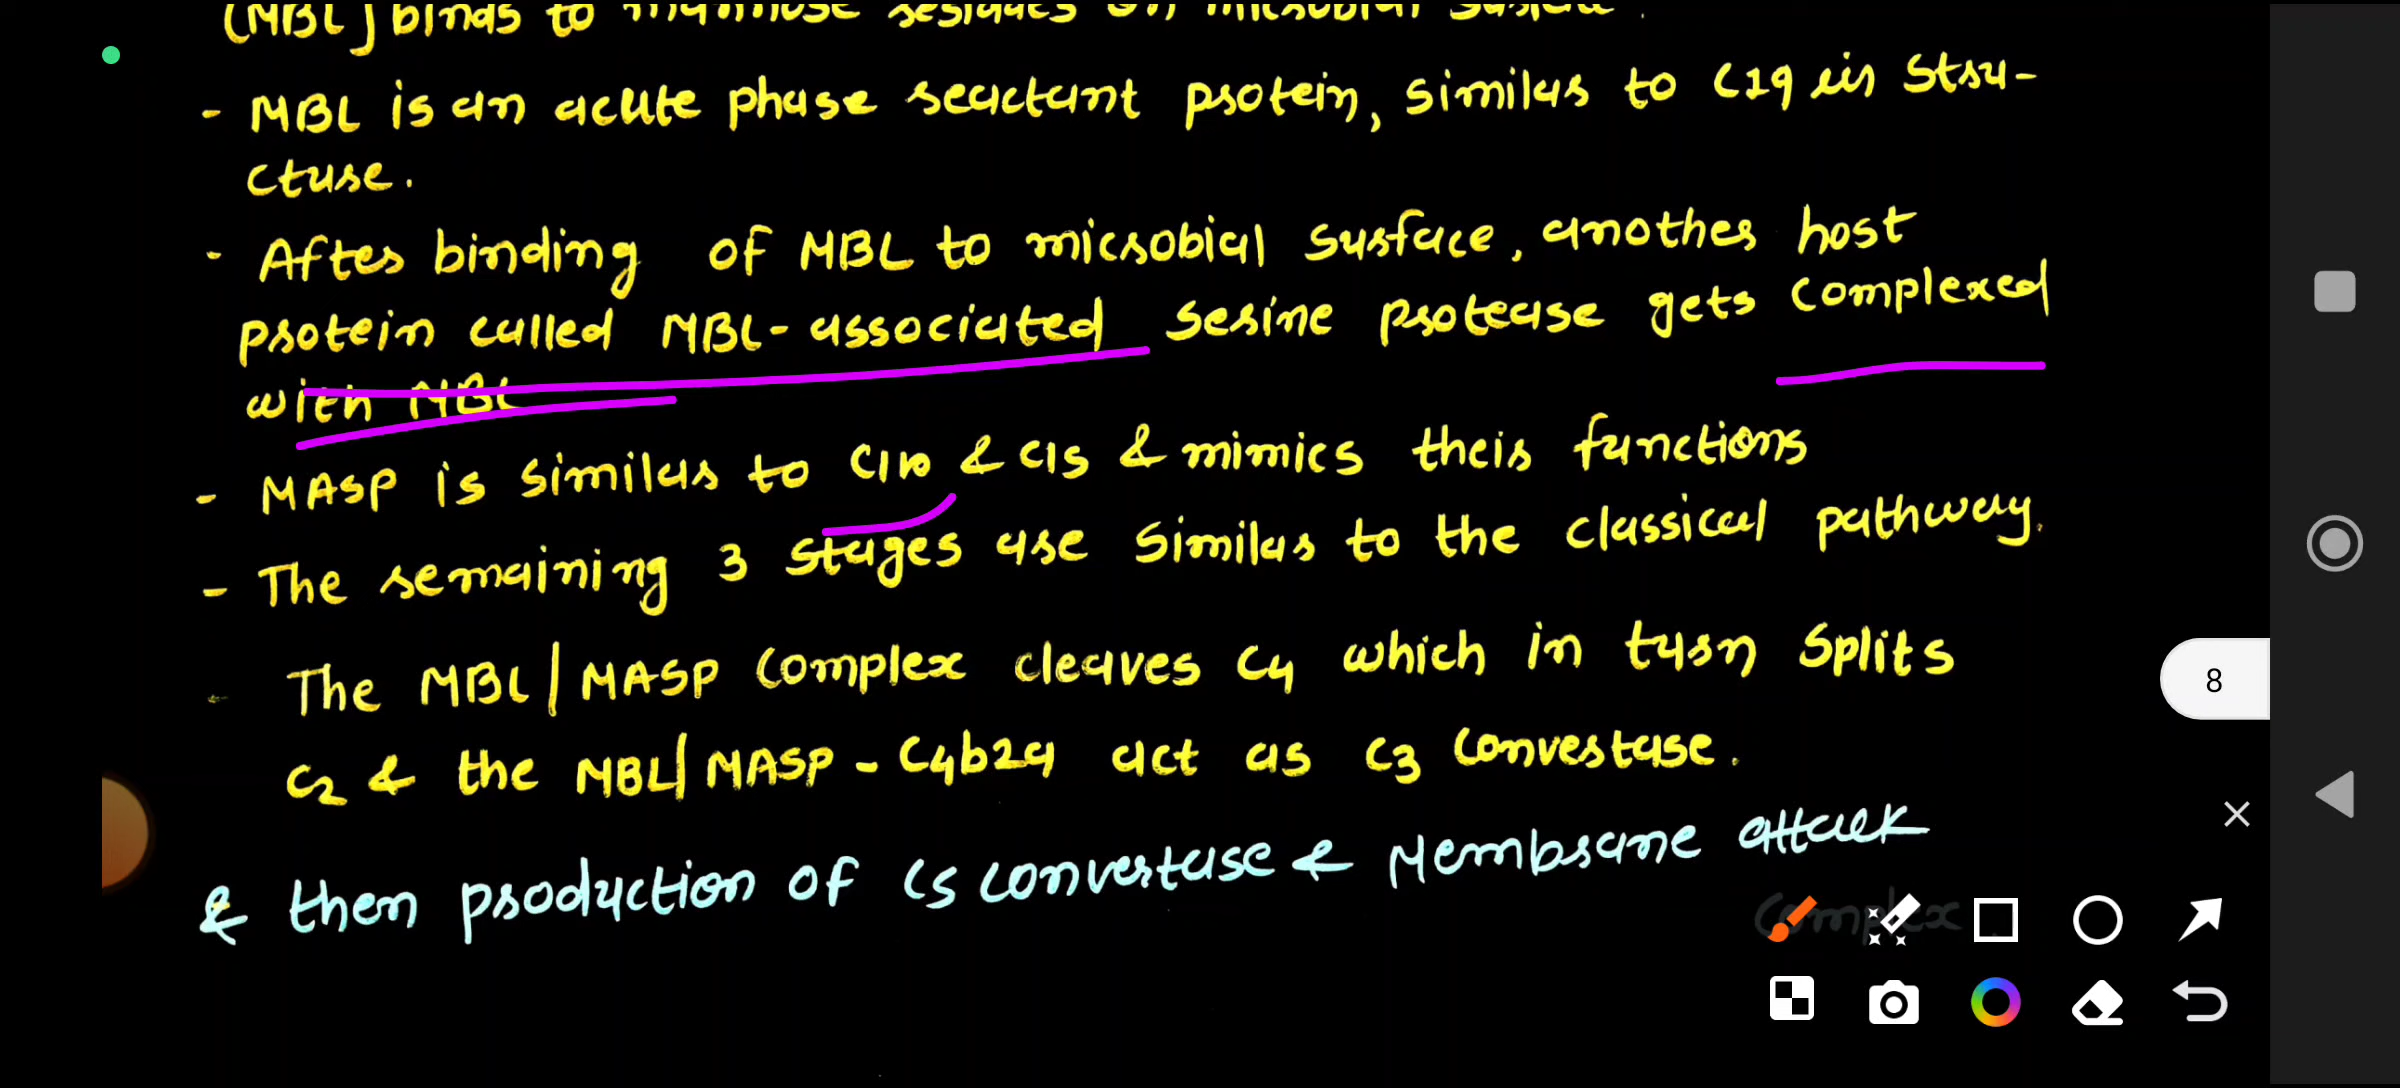 (MBL) binds to mannose residues on microbial surface.
- MBL is an acute phase reactant protein, similar to C1q in stru-
cture.
- After binding of MBL to microbial surface, another host
protein called MBL-associated serine protease gets complexed
with MBL
- MASP is similar to C1r & C1s & mimics their functions
- The remaining 3 stages are similar to the classical pathway.
- The MBL/MASP complex cleaves C4 which in turn splits
C2 & the MBL/MASP - C4b2a act as C3 convertase.
& then production of C5 convertase & Membrane attack
complex
8